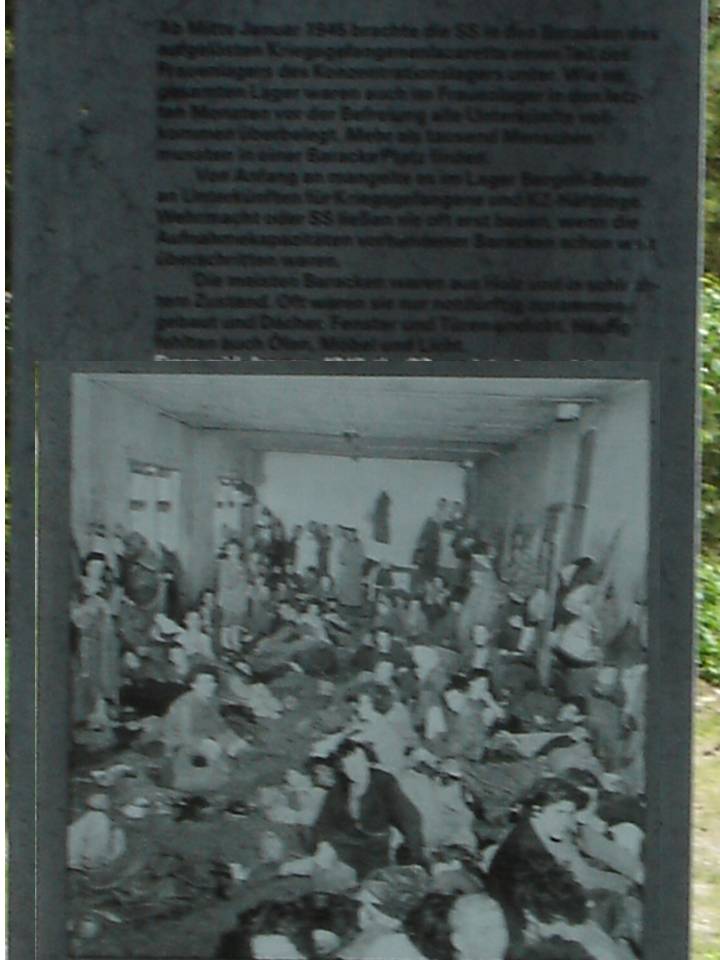 Ab Mitte Januar 1945 brachte die SS in den Baracken des
aufgelösten Kriegsgefangenenlazaretts einen Teil des
Frauenlagers des Konzentrationslagers unter. Wie im
gesamten Lager waren auch im Frauenlager in den letz-
ten Monaten vor der Befreiung alle Unterkünfte voll-
kommen überbelegt. Mehr als tausend Menschen
mussten in einer Baracke Platz finden.
Von Anfang an mangelte es im Lager Bergen-Belsen
an Unterkünften für Kriegsgefangene und KZ-Häftlinge.
Wehrmacht oder SS ließen sie oft erst bauen, wenn die
Aufnahmekapazitäten vorhandener Baracken schon weit
überschritten waren.
Die meisten Baracken waren aus Holz und in schlech-
tem Zustand. Oft waren sie nur notdürftig zusammen-
gebaut und Dächer, Fenster und Türen undicht. Häufig
fehlten auch Öfen, Möbel und Licht.